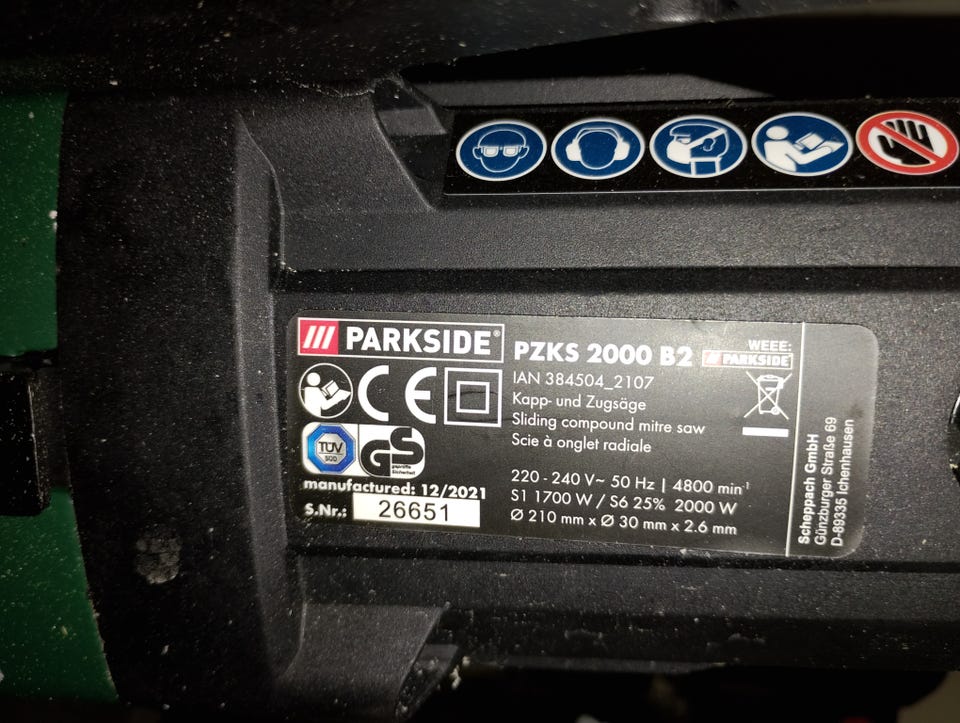 PARKSIDE®
PZKS 2000 B2
WEEE:
PARKSIDE
IAN 384504_2107
Kapp- und Zugsäge
Sliding compound mitre saw
Scie à onglet radiale
CE
TÜV
SÜD
GS
geprüfte
Sicherheit
220 - 240 V~ 50 Hz | 4800 min⁻¹
S1 1700 W / S6 25% 2000 W
Ø 210 mm x Ø 30 mm x 2.6 mm
manufactured: 12/2021
S.Nr.: 26651
Scheppach GmbH
Günzburger Straße 69
D-89335 Ichenhausen